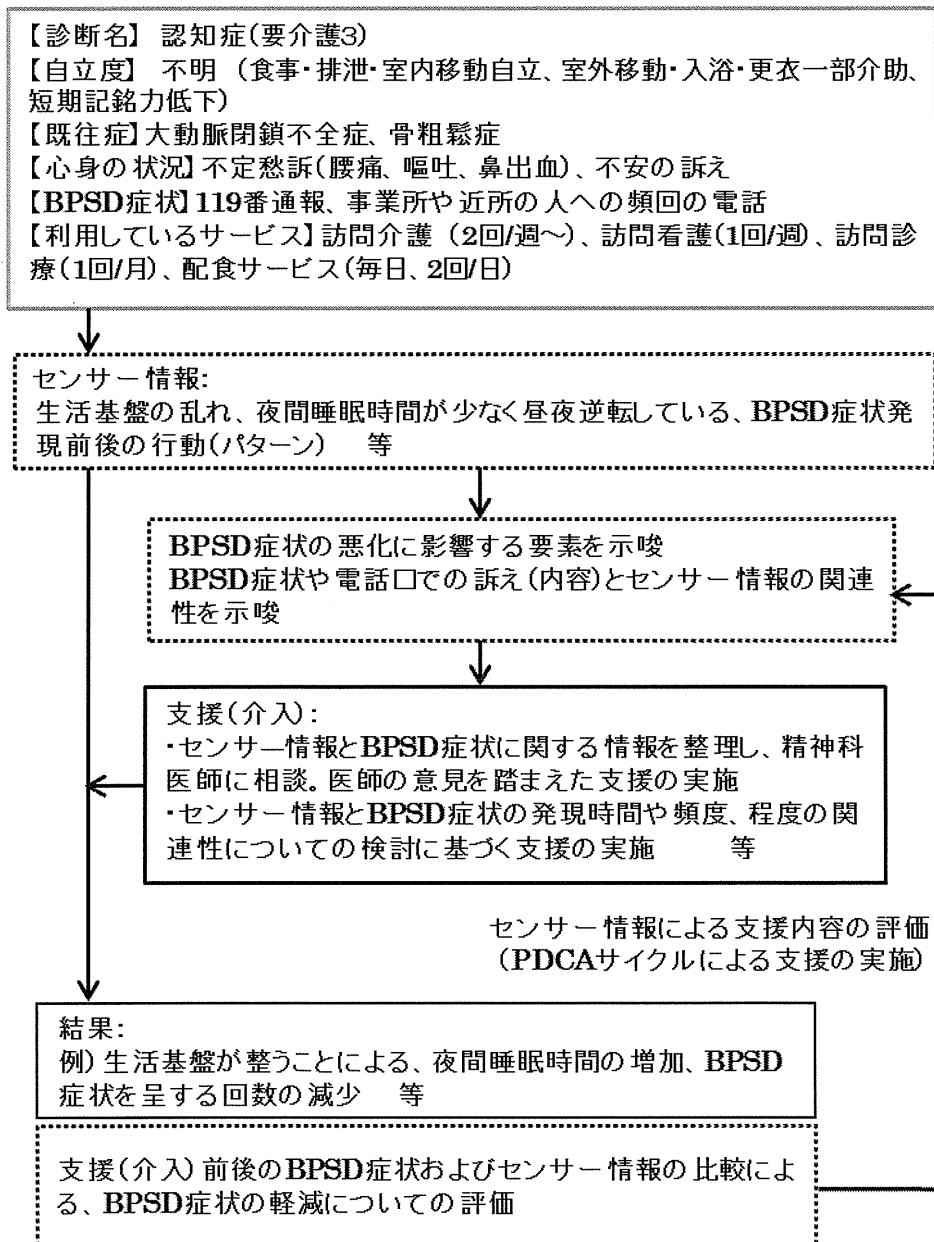 【診断名】 認知症(要介護3)
【自立度】 不明 (食事・排泄・室内移動自立、室外移動・入浴・更衣一部介助、
短期記銘力低下)
【既往症】大動脈閉鎖不全症、骨粗鬆症
【心身の状況】不定愁訴(腰痛、嘔吐、鼻出血)、不安の訴え
【BPSD症状】119番通報、事業所や近所の人への頻回の電話
【利用しているサービス】訪問介護 (2回/週～)、訪問看護(1回/週)、訪問診
療(1回/月)、配食サービス(毎日、2回/日)
センサー情報:
生活基盤の乱れ、夜間睡眠時間が少なく昼夜逆転している、BPSD症状発
現前後の行動(パターン) 等
BPSD症状の悪化に影響する要素を示唆
BPSD症状や電話口での訴え(内容)とセンサー情報の関連
性を示唆
支援(介入):
・センサー情報とBPSD症状に関する情報を整理し、精神科
医師に相談。医師の意見を踏まえた支援の実施
・センサー情報とBPSD症状の発現時間や頻度、程度の関
連性についての検討に基づく支援の実施 等
センサー情報による支援内容の評価
(PDCAサイクルによる支援の実施)
結果:
例) 生活基盤が整うことによる、夜間睡眠時間の増加、BPSD
症状を呈する回数の減少 等
支援(介入) 前後のBPSD症状およびセンサー情報の比較によ
る、BPSD症状の軽減についての評価